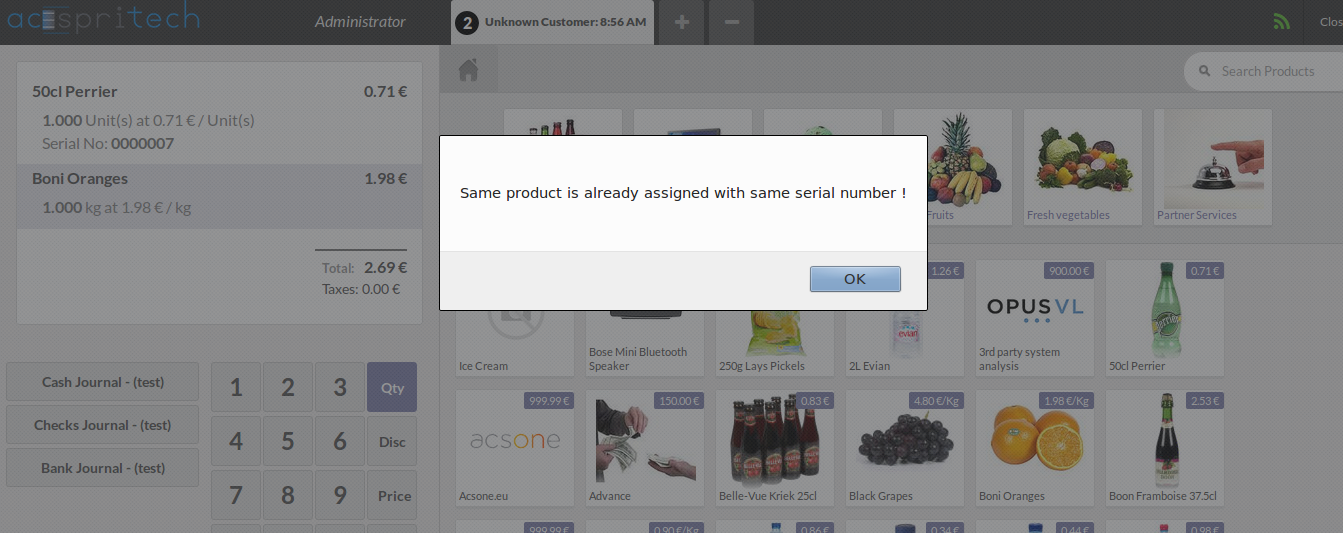 acespritech
Administrator
2 Unknown Customer: 8:56 AM
+
−
Clos
Search Products
50cl Perrier 0.71 €
1.000 Unit(s) at 0.71 € / Unit(s)
Serial No: 0000007
Boni Oranges 1.98 €
1.000 kg at 1.98 € / kg
Total: 2.69 €
Taxes: 0.00 €
Cash Journal - (test)
Checks Journal - (test)
Bank Journal - (test)
1 2 3 Qty
4 5 6 Disc
7 8 9 Price
Fruits
Fresh vegetables
Partner Services
Same product is already assigned with same serial number !
OK
1.26 €
900.00 €
0.71 €
evian
OPUSVL
Perrier
Ice Cream
Bose Mini Bluetooth
Speaker
250g Lays Pickels
2L Evian
3rd party system
analysis
50cl Perrier
999.99 €
150.00 €
0.83 €
4.80 €/Kg
1.98 €/Kg
2.53 €
acsone
Acsone.eu
Advance
Belle-Vue Kriek 25cl
Black Grapes
Boni Oranges
Boon Framboise 37.5cl
999.99 €
0.90 €/Kg
0.86 €
0.34 €
0.44 €
0.98 €